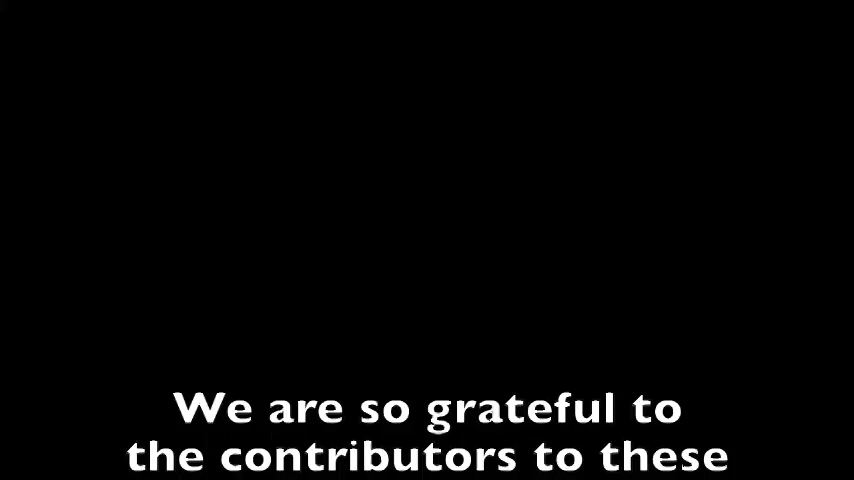 We are so grateful to
the contributors to these